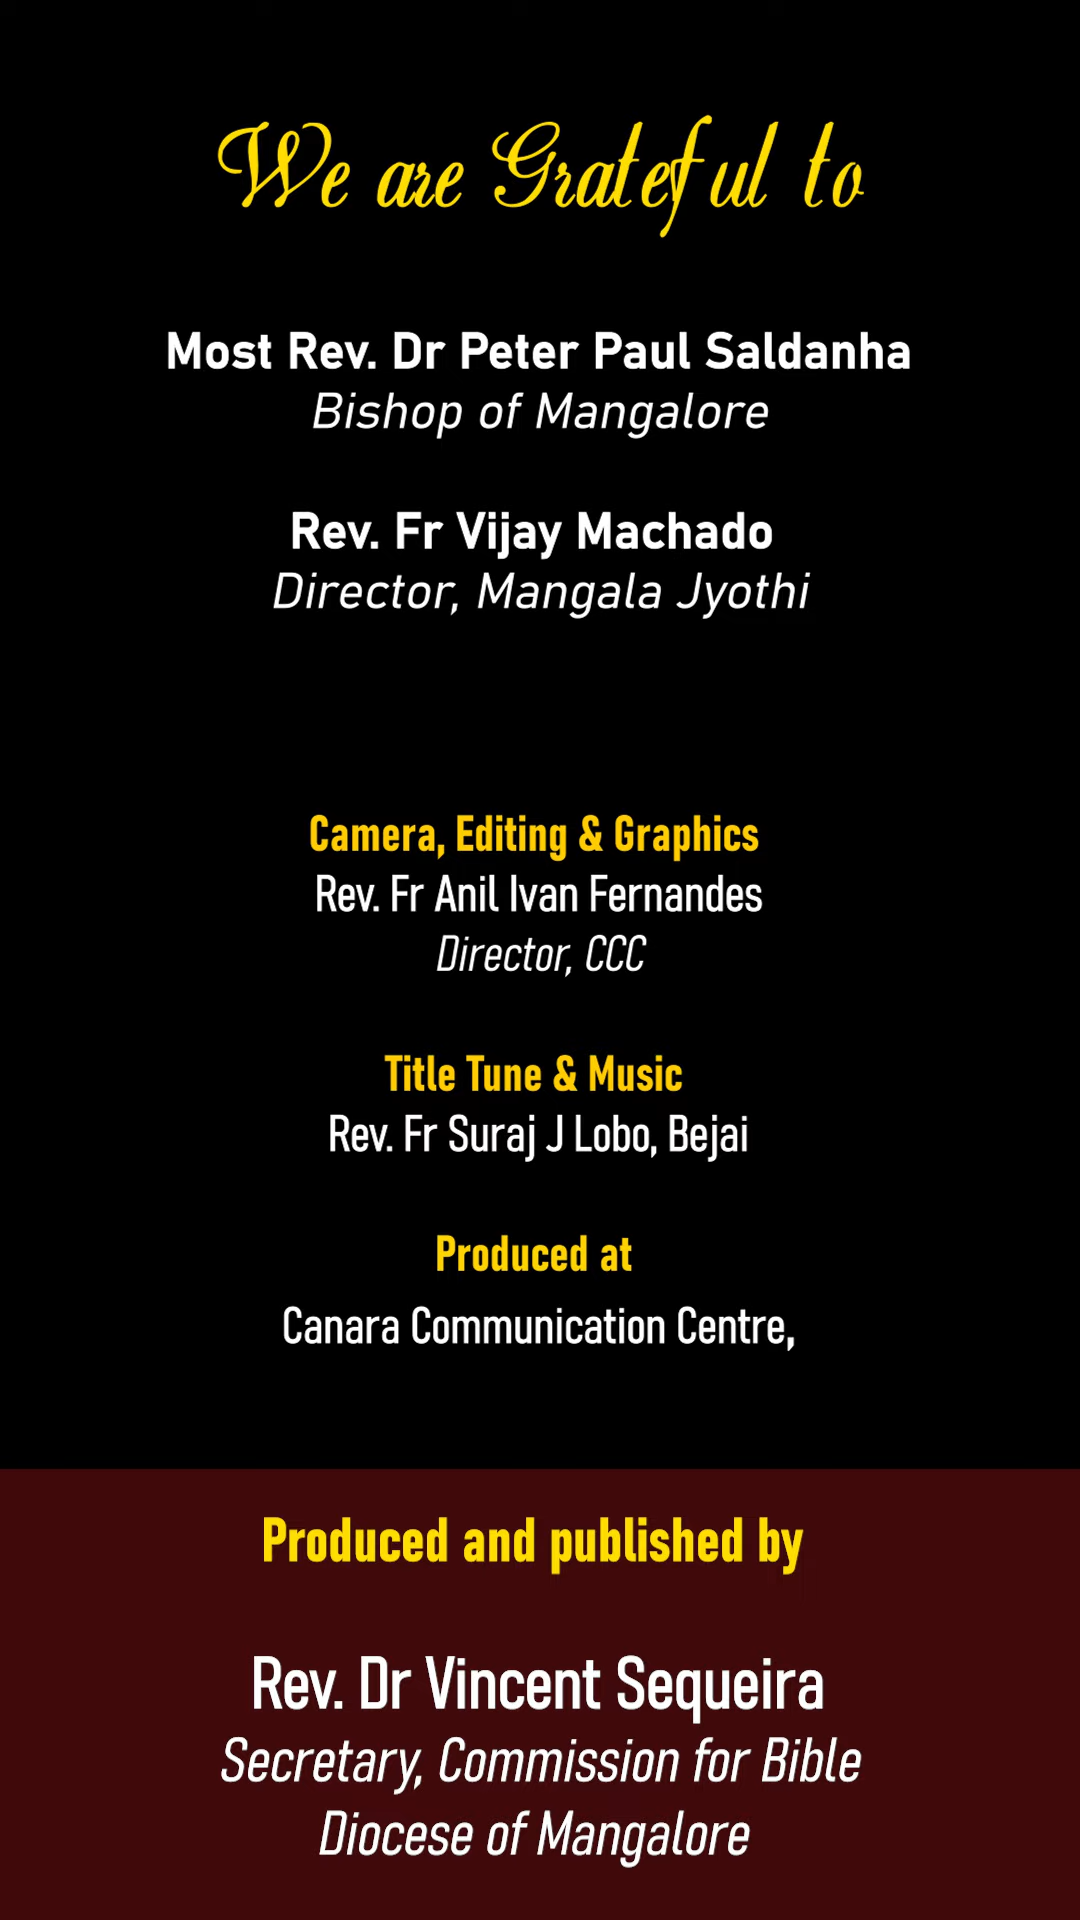 We are Grateful to
Most Rev. Dr Peter Paul Saldanha
Bishop of Mangalore
Rev. Fr Vijay Machado
Director, Mangala Jyothi
Camera, Editing & Graphics
Rev. Fr Anil Ivan Fernandes
Director, CCC
Title Tune & Music
Rev. Fr Suraj J Lobo, Bejai
Produced at
Canara Communication Centre,
Produced and published by
Rev. Dr Vincent Sequeira
Secretary, Commission for Bible
Diocese of Mangalore